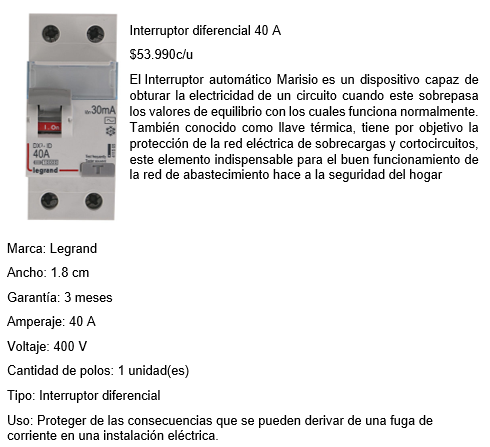 Interruptor diferencial 40 A
$53.990c/u
El Interruptor automático Marisio es un dispositivo capaz de
obturar la electricidad de un circuito cuando este sobrepasa
los valores de equilibrio con los cuales funciona normalmente.
También conocido como llave térmica, tiene por objetivo la
protección de la red eléctrica de sobrecargas y cortocircuitos,
este elemento indispensable para el buen funcionamiento de
la red de abastecimiento hace a la seguridad del hogar
30mA
DX³-ID
40A
legrand
T
Marca: Legrand
Ancho: 1.8 cm
Garantía: 3 meses
Amperaje: 40 A
Voltaje: 400 V
Cantidad de polos: 1 unidad(es)
Tipo: Interruptor diferencial
Uso: Proteger de las consecuencias que se pueden derivar de una fuga de
corriente en una instalación eléctrica.